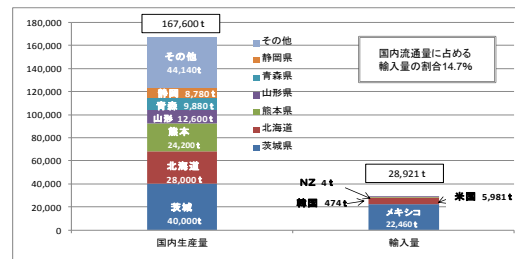 167,600ｔ
180,000
160,000
140,000
120,000
100,000
80,000
60,000
40,000
20,000
0
その他
44,140ｔ
静岡 8,780ｔ
青森 9,880ｔ
山形 12,600ｔ
熊本
24,200ｔ
北海道
28,000ｔ
茨城
40,000ｔ
国内生産量
その他
静岡県
青森県
山形県
熊本県
北海道
茨城県
国内流通量に占める
輸入量の割合14.7%
28,921ｔ
NZ 4ｔ
韓国 474ｔ
米国 5,981ｔ
メキシコ
22,460ｔ
輸入量